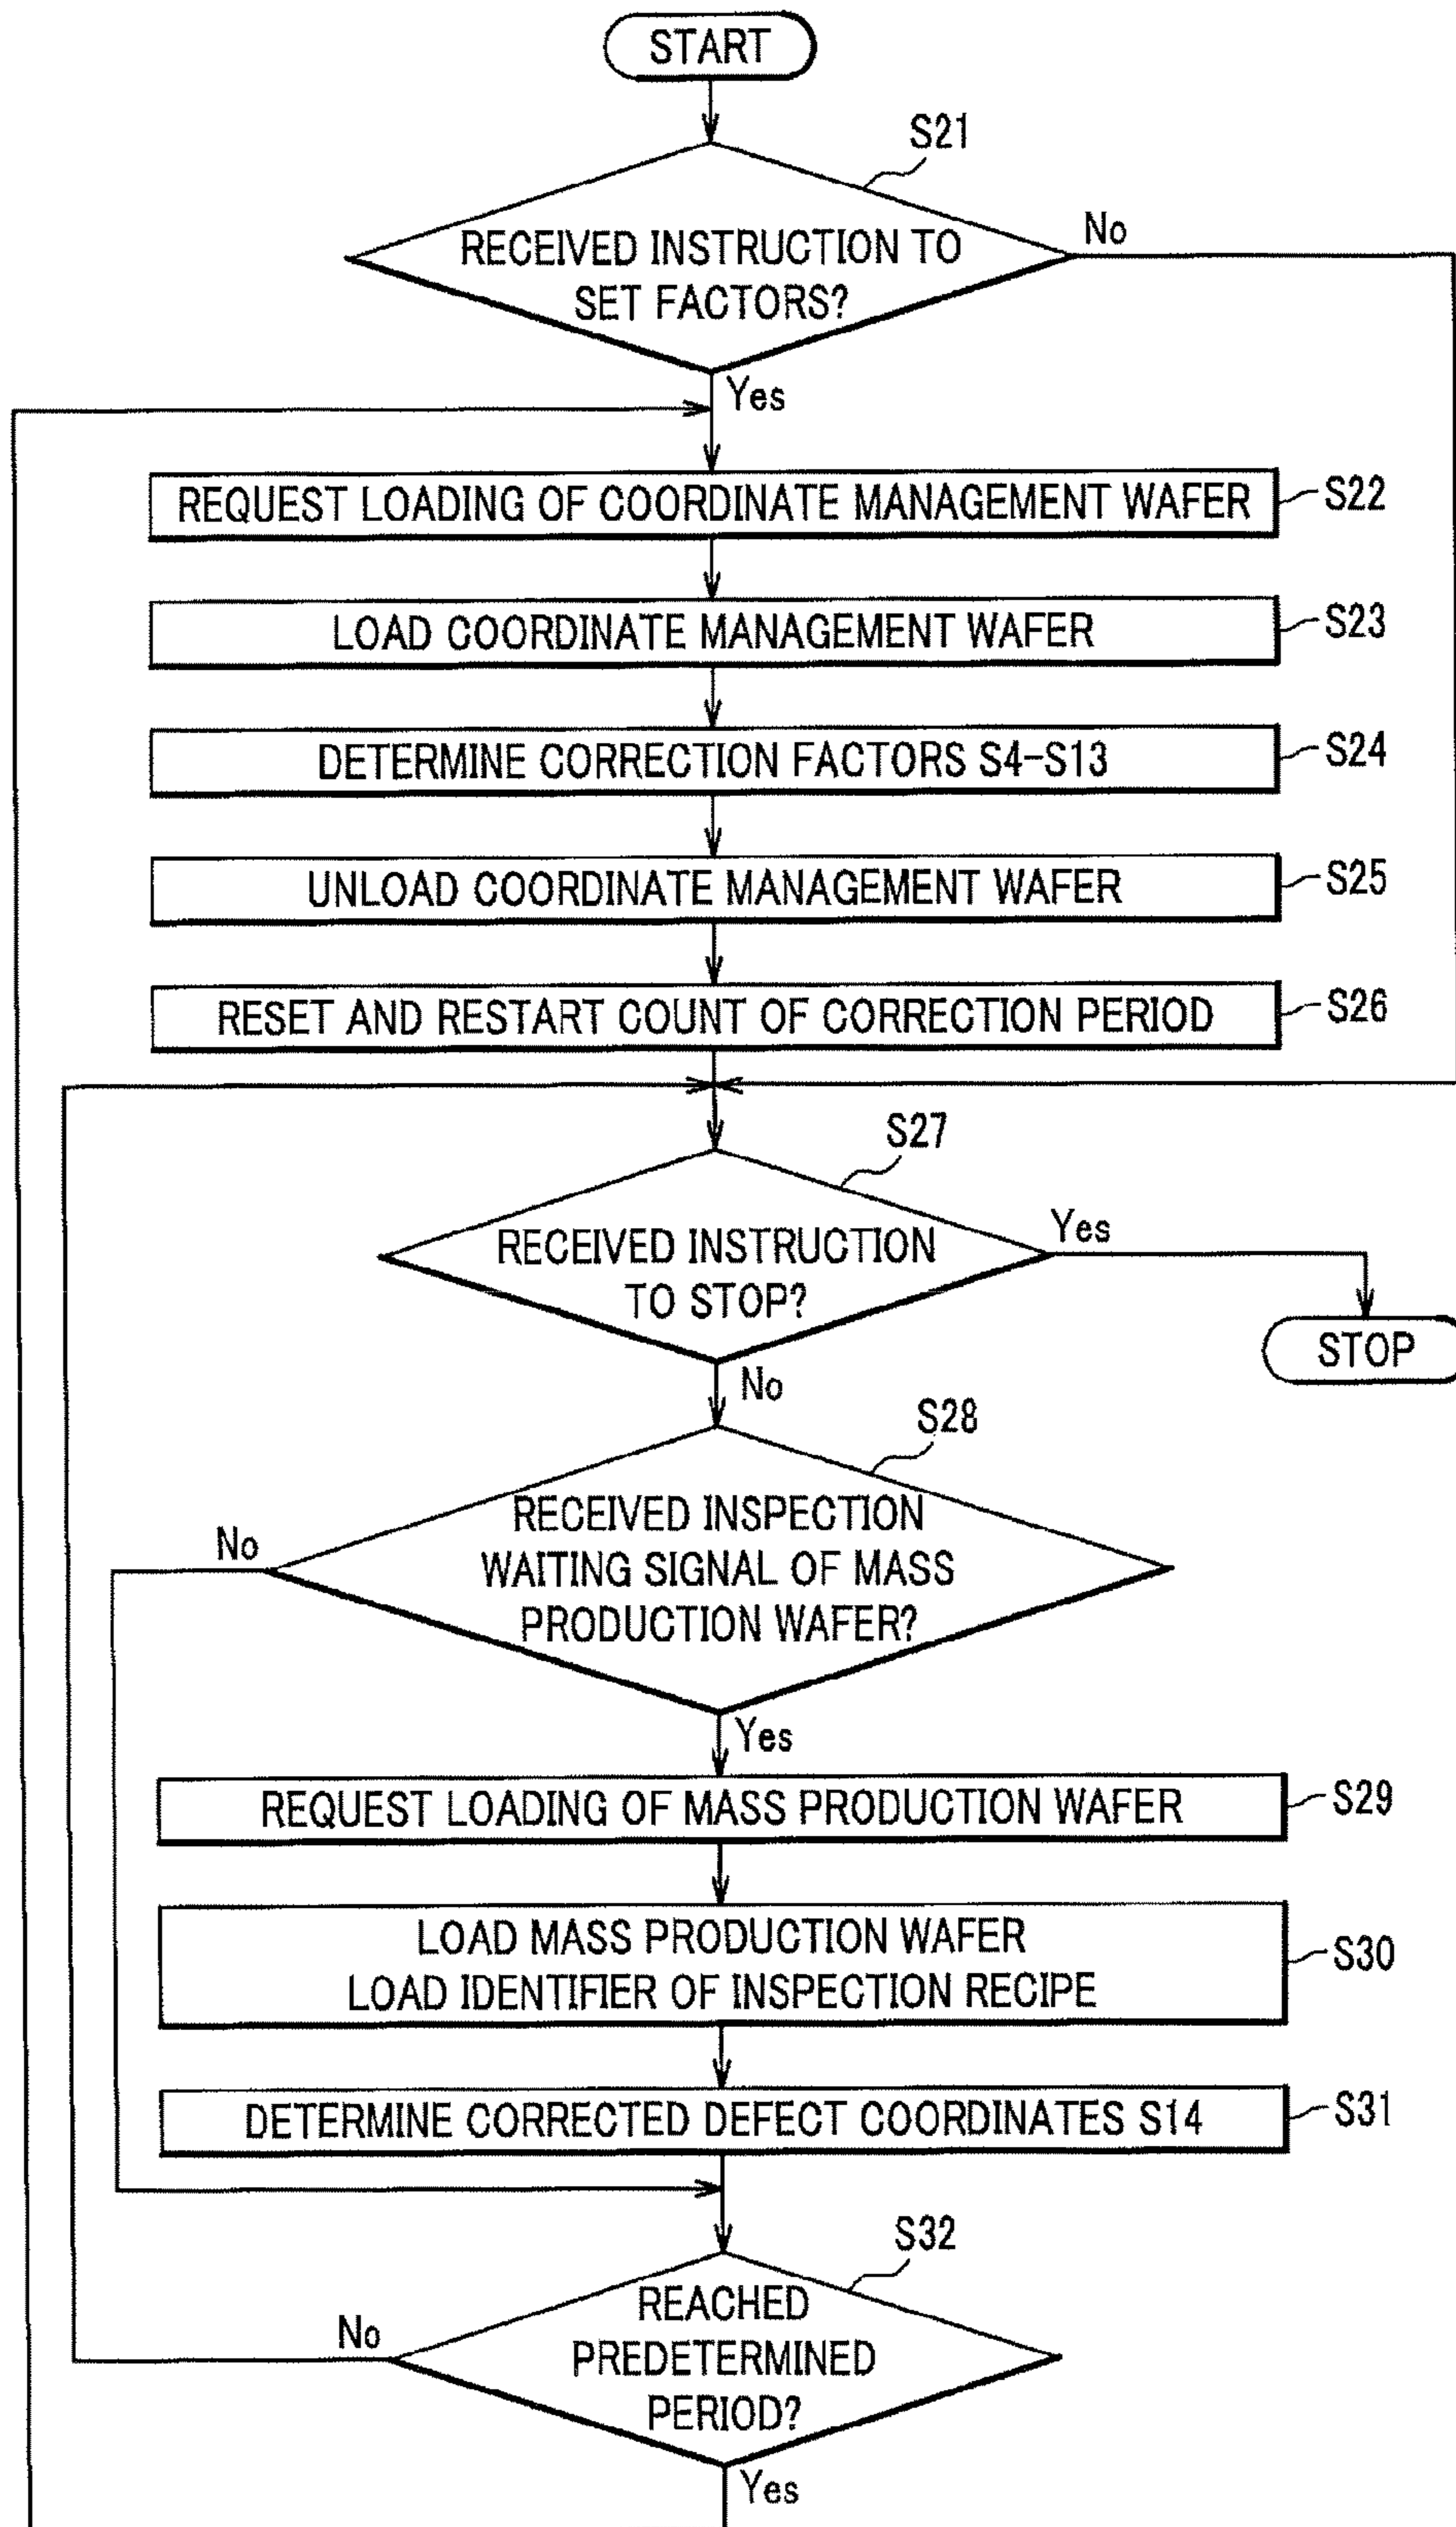 START
S21
RECEIVED INSTRUCTION TO
SET FACTORS?
No
Yes
REQUEST LOADING OF COORDINATE MANAGEMENT WAFER
S22
LOAD COORDINATE MANAGEMENT WAFER
S23
DETERMINE CORRECTION FACTORS S4-S13
S24
UNLOAD COORDINATE MANAGEMENT WAFER
S25
RESET AND RESTART COUNT OF CORRECTION PERIOD
S26
S27
RECEIVED INSTRUCTION
TO STOP?
Yes
STOP
No
S28
RECEIVED INSPECTION
WAITING SIGNAL OF MASS
PRODUCTION WAFER?
No
Yes
REQUEST LOADING OF MASS PRODUCTION WAFER
S29
LOAD MASS PRODUCTION WAFER
LOAD IDENTIFIER OF INSPECTION RECIPE
S30
DETERMINE CORRECTED DEFECT COORDINATES S14
S31
S32
REACHED
PREDETERMINED
PERIOD?
No
Yes